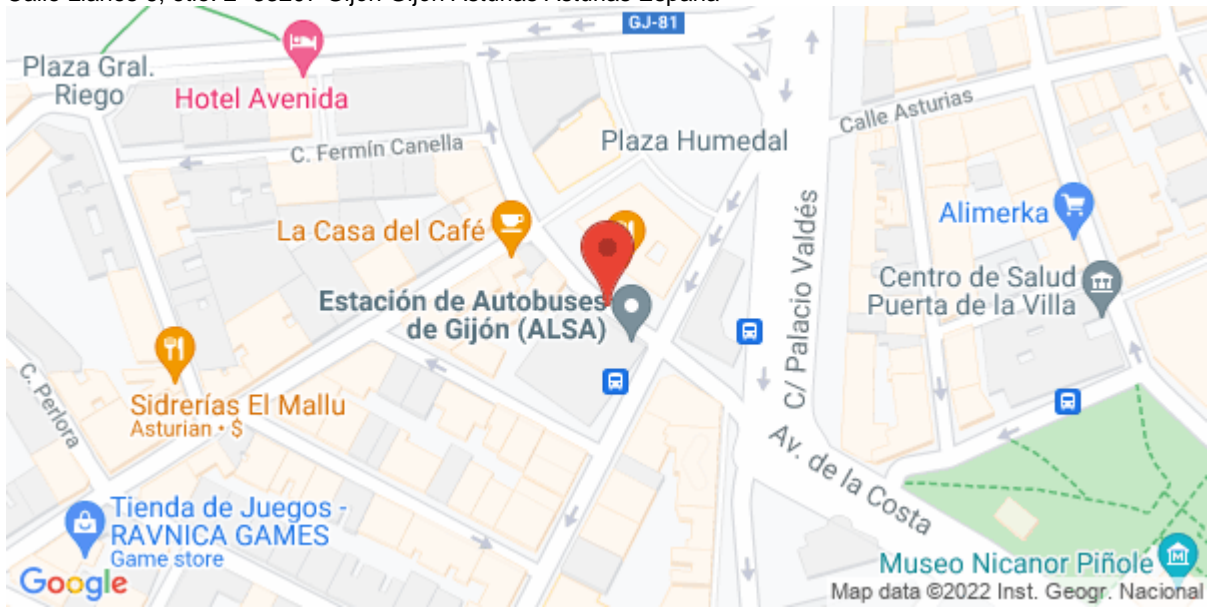 GJ-81
Plaza Gral.
Riego
Hotel Avenida
Calle Asturias
C. Fermín Canella
Plaza Humedal
La Casa del Café
Alimerka
C/ Palacio Valdés
Centro de Salud
Puerta de la Villa
Estación de Autobuses
de Gijón (ALSA)
C. Perlora
Sidrerías El Mallu
Asturian • $
Av. de la Costa
Tienda de Juegos -
RAVNICA GAMES
Game store
Museo Nicanor Piñole
Google
Map data ©2022 Inst. Geogr. Nacional